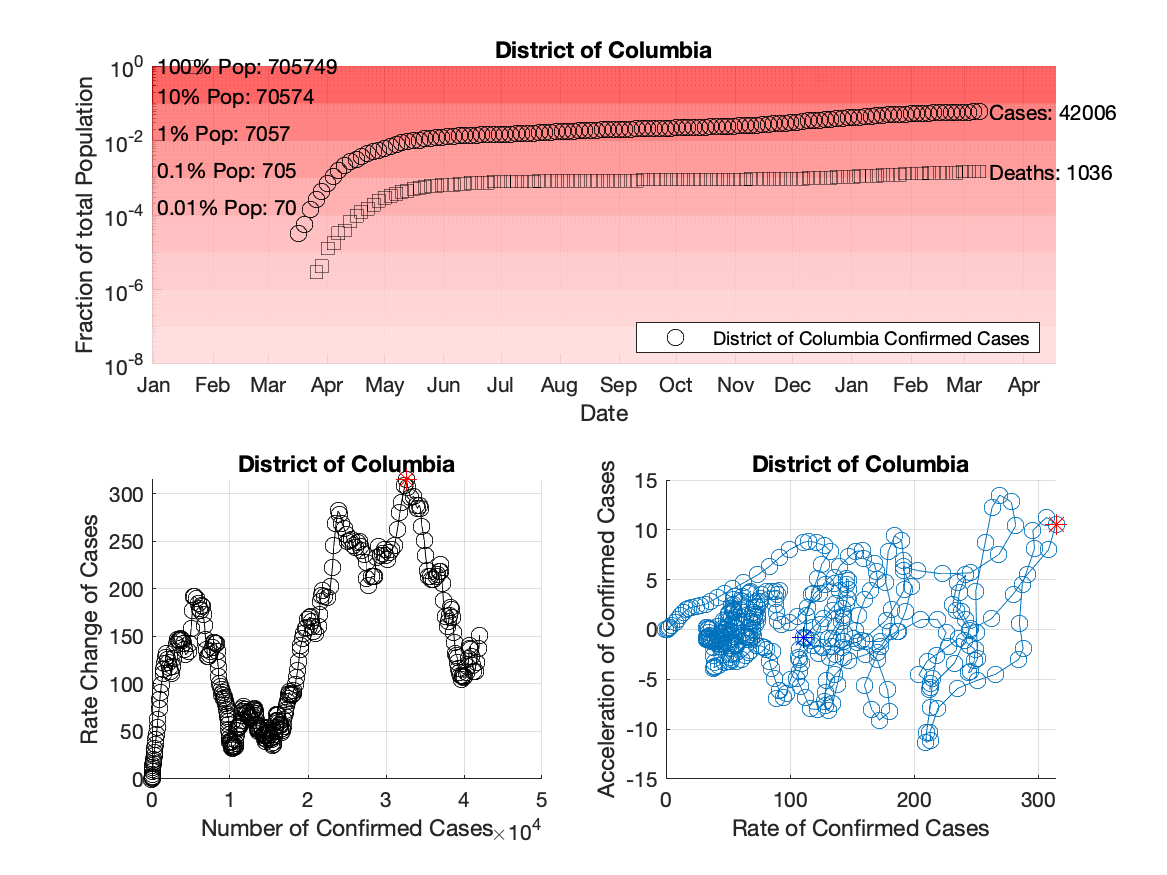 District of Columbia
Fraction of total Population
10^0
10^-2
10^-4
10^-6
10^-8
100% Pop: 705749
10% Pop: 70574
1% Pop: 7057
0.1% Pop: 705
0.01% Pop: 70
Cases: 42006
Deaths: 1036
District of Columbia Confirmed Cases
Jan Feb Mar Apr May Jun Jul Aug Sep Oct Nov Dec Jan Feb Mar Apr
Date
District of Columbia
Rate Change of Cases
300
250
200
150
100
50
0
0 1 2 3 4 5
Number of Confirmed Cases ×10^4
District of Columbia
Acceleration of Confirmed Cases
15
10
5
0
-5
-10
-15
0 100 200 300
Rate of Confirmed Cases